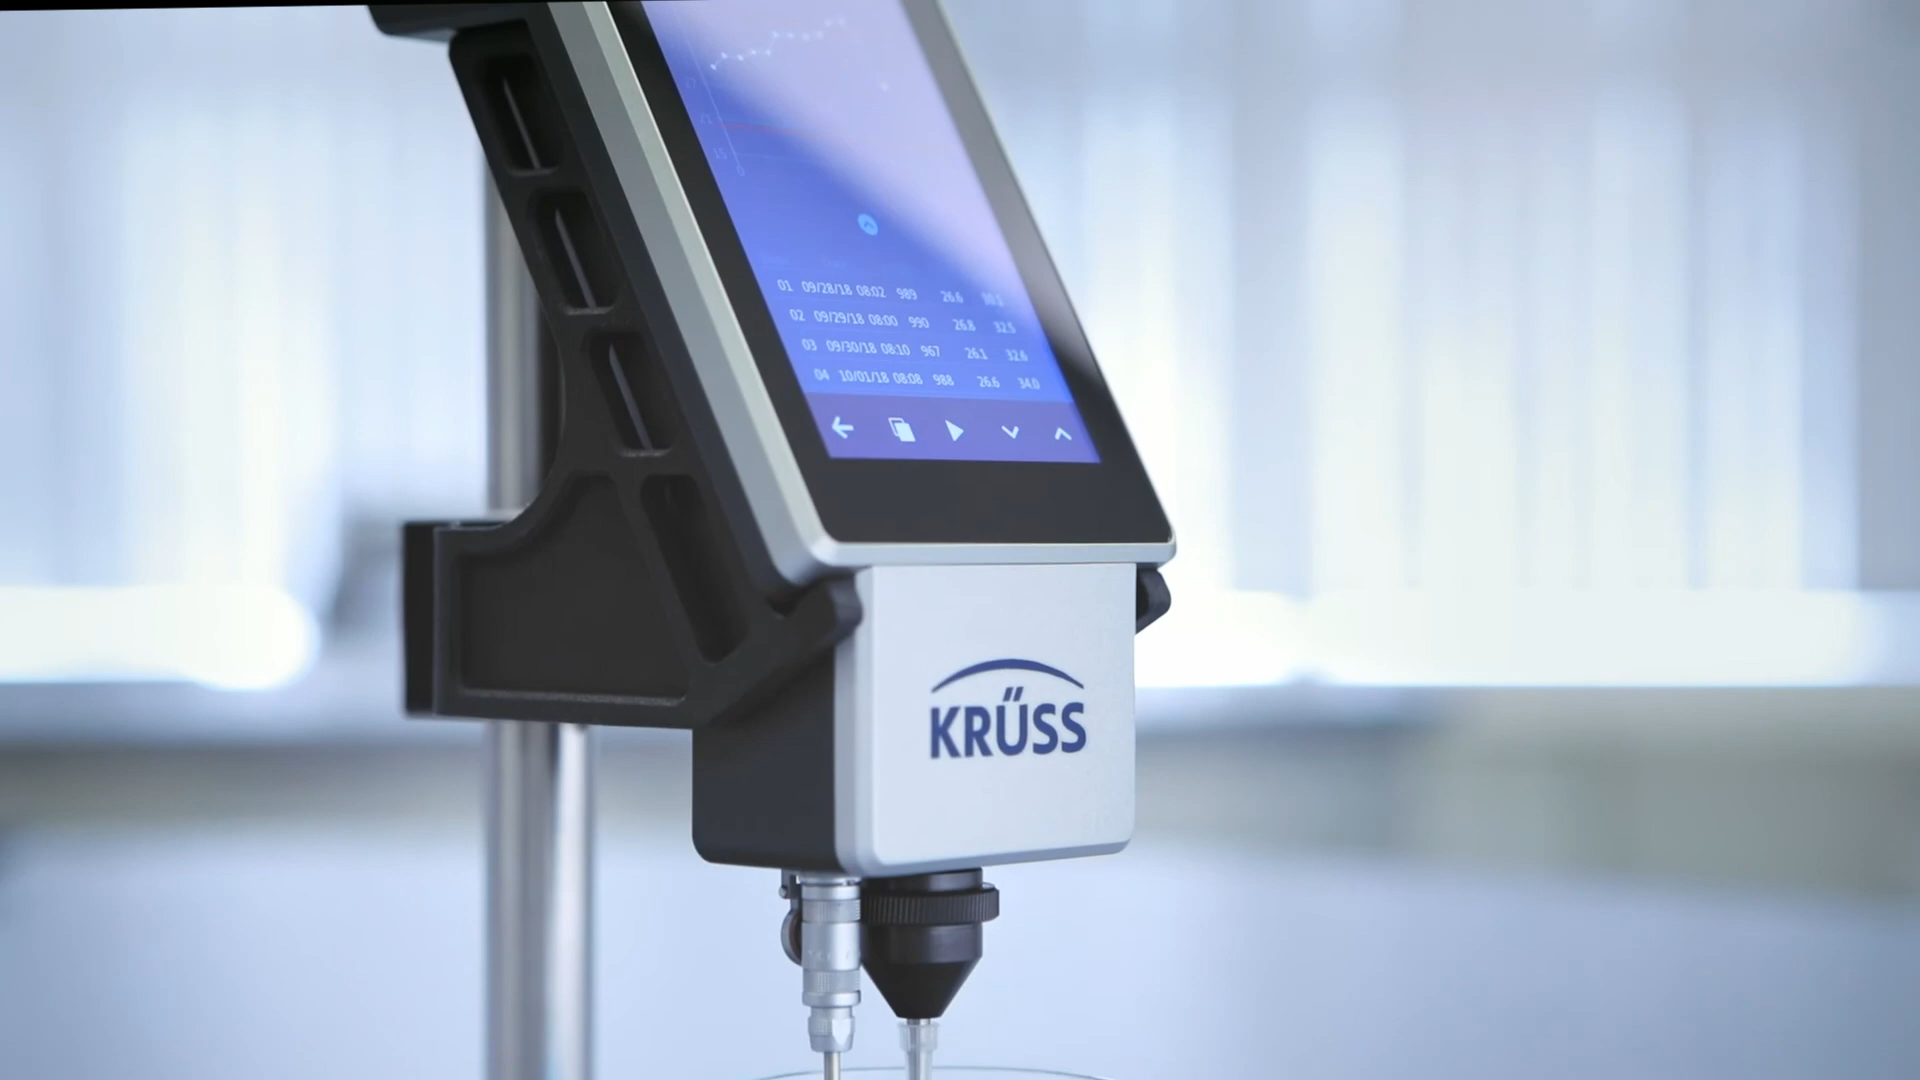 01 09/28/18 08:02 989 26.6
02 09/29/18 08:00 990 26.8 32.5
03 09/30/18 08:10 967 26.1 32.6
04 10/01/18 08:08 988 26.6 34.0
KRÜSS